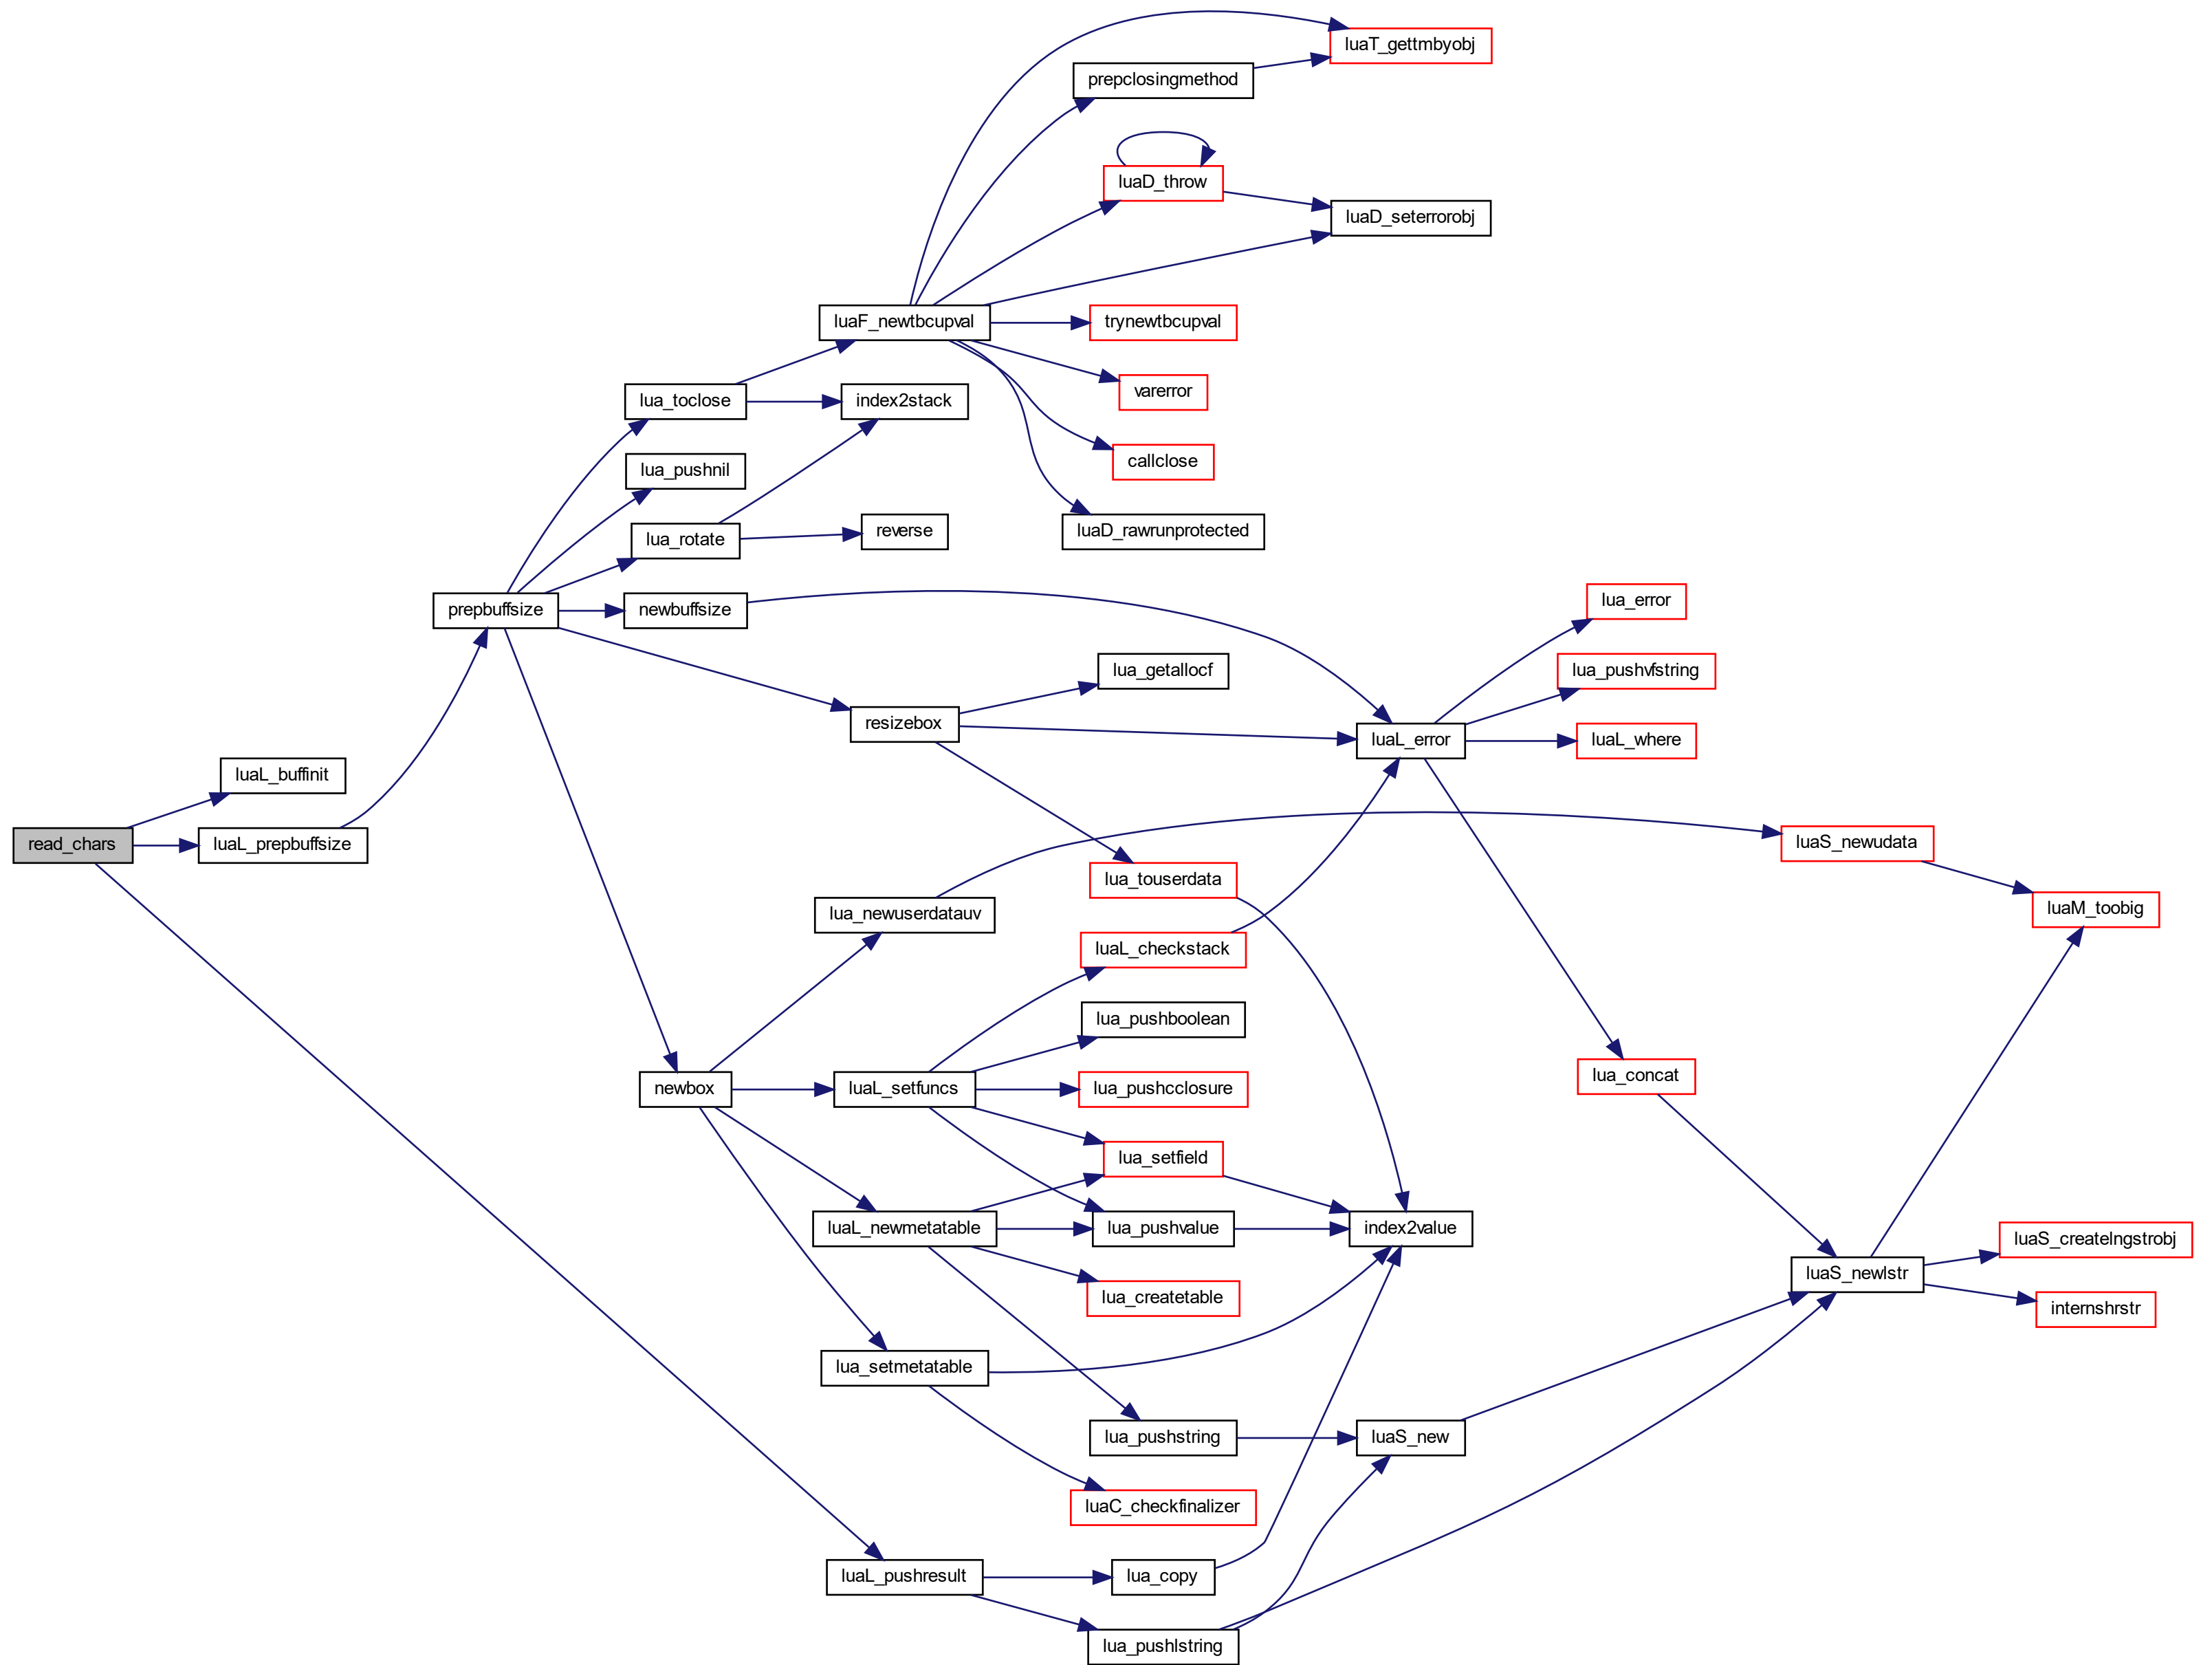 luaT_gettmbyobj
prepclosingmethod
luaD_throw
luaD_seterrorobj
luaF_newtbcupval
trynewtbcupval
varerror
lua_toclose
index2stack
callclose
lua_pushnil
luaD_rawrunprotected
lua_rotate
reverse
prepbuffsize
newbuffsize
lua_error
lua_getallocf
lua_pushvfstring
resizebox
luaL_error
luaL_where
luaL_buffinit
read_chars
luaL_prepbuffsize
luaS_newudata
lua_touserdata
lua_newuserdatauv
luaM_toobig
luaL_checkstack
lua_pushboolean
lua_concat
newbox
luaL_setfuncs
lua_pushcclosure
lua_setfield
luaL_newmetatable
lua_pushvalue
index2value
luaS_createlngstrobj
luaS_newlstr
lua_createtable
internshrstr
lua_setmetatable
lua_pushstring
luaS_new
luaC_checkfinalizer
luaL_pushresult
lua_copy
lua_pushlstring